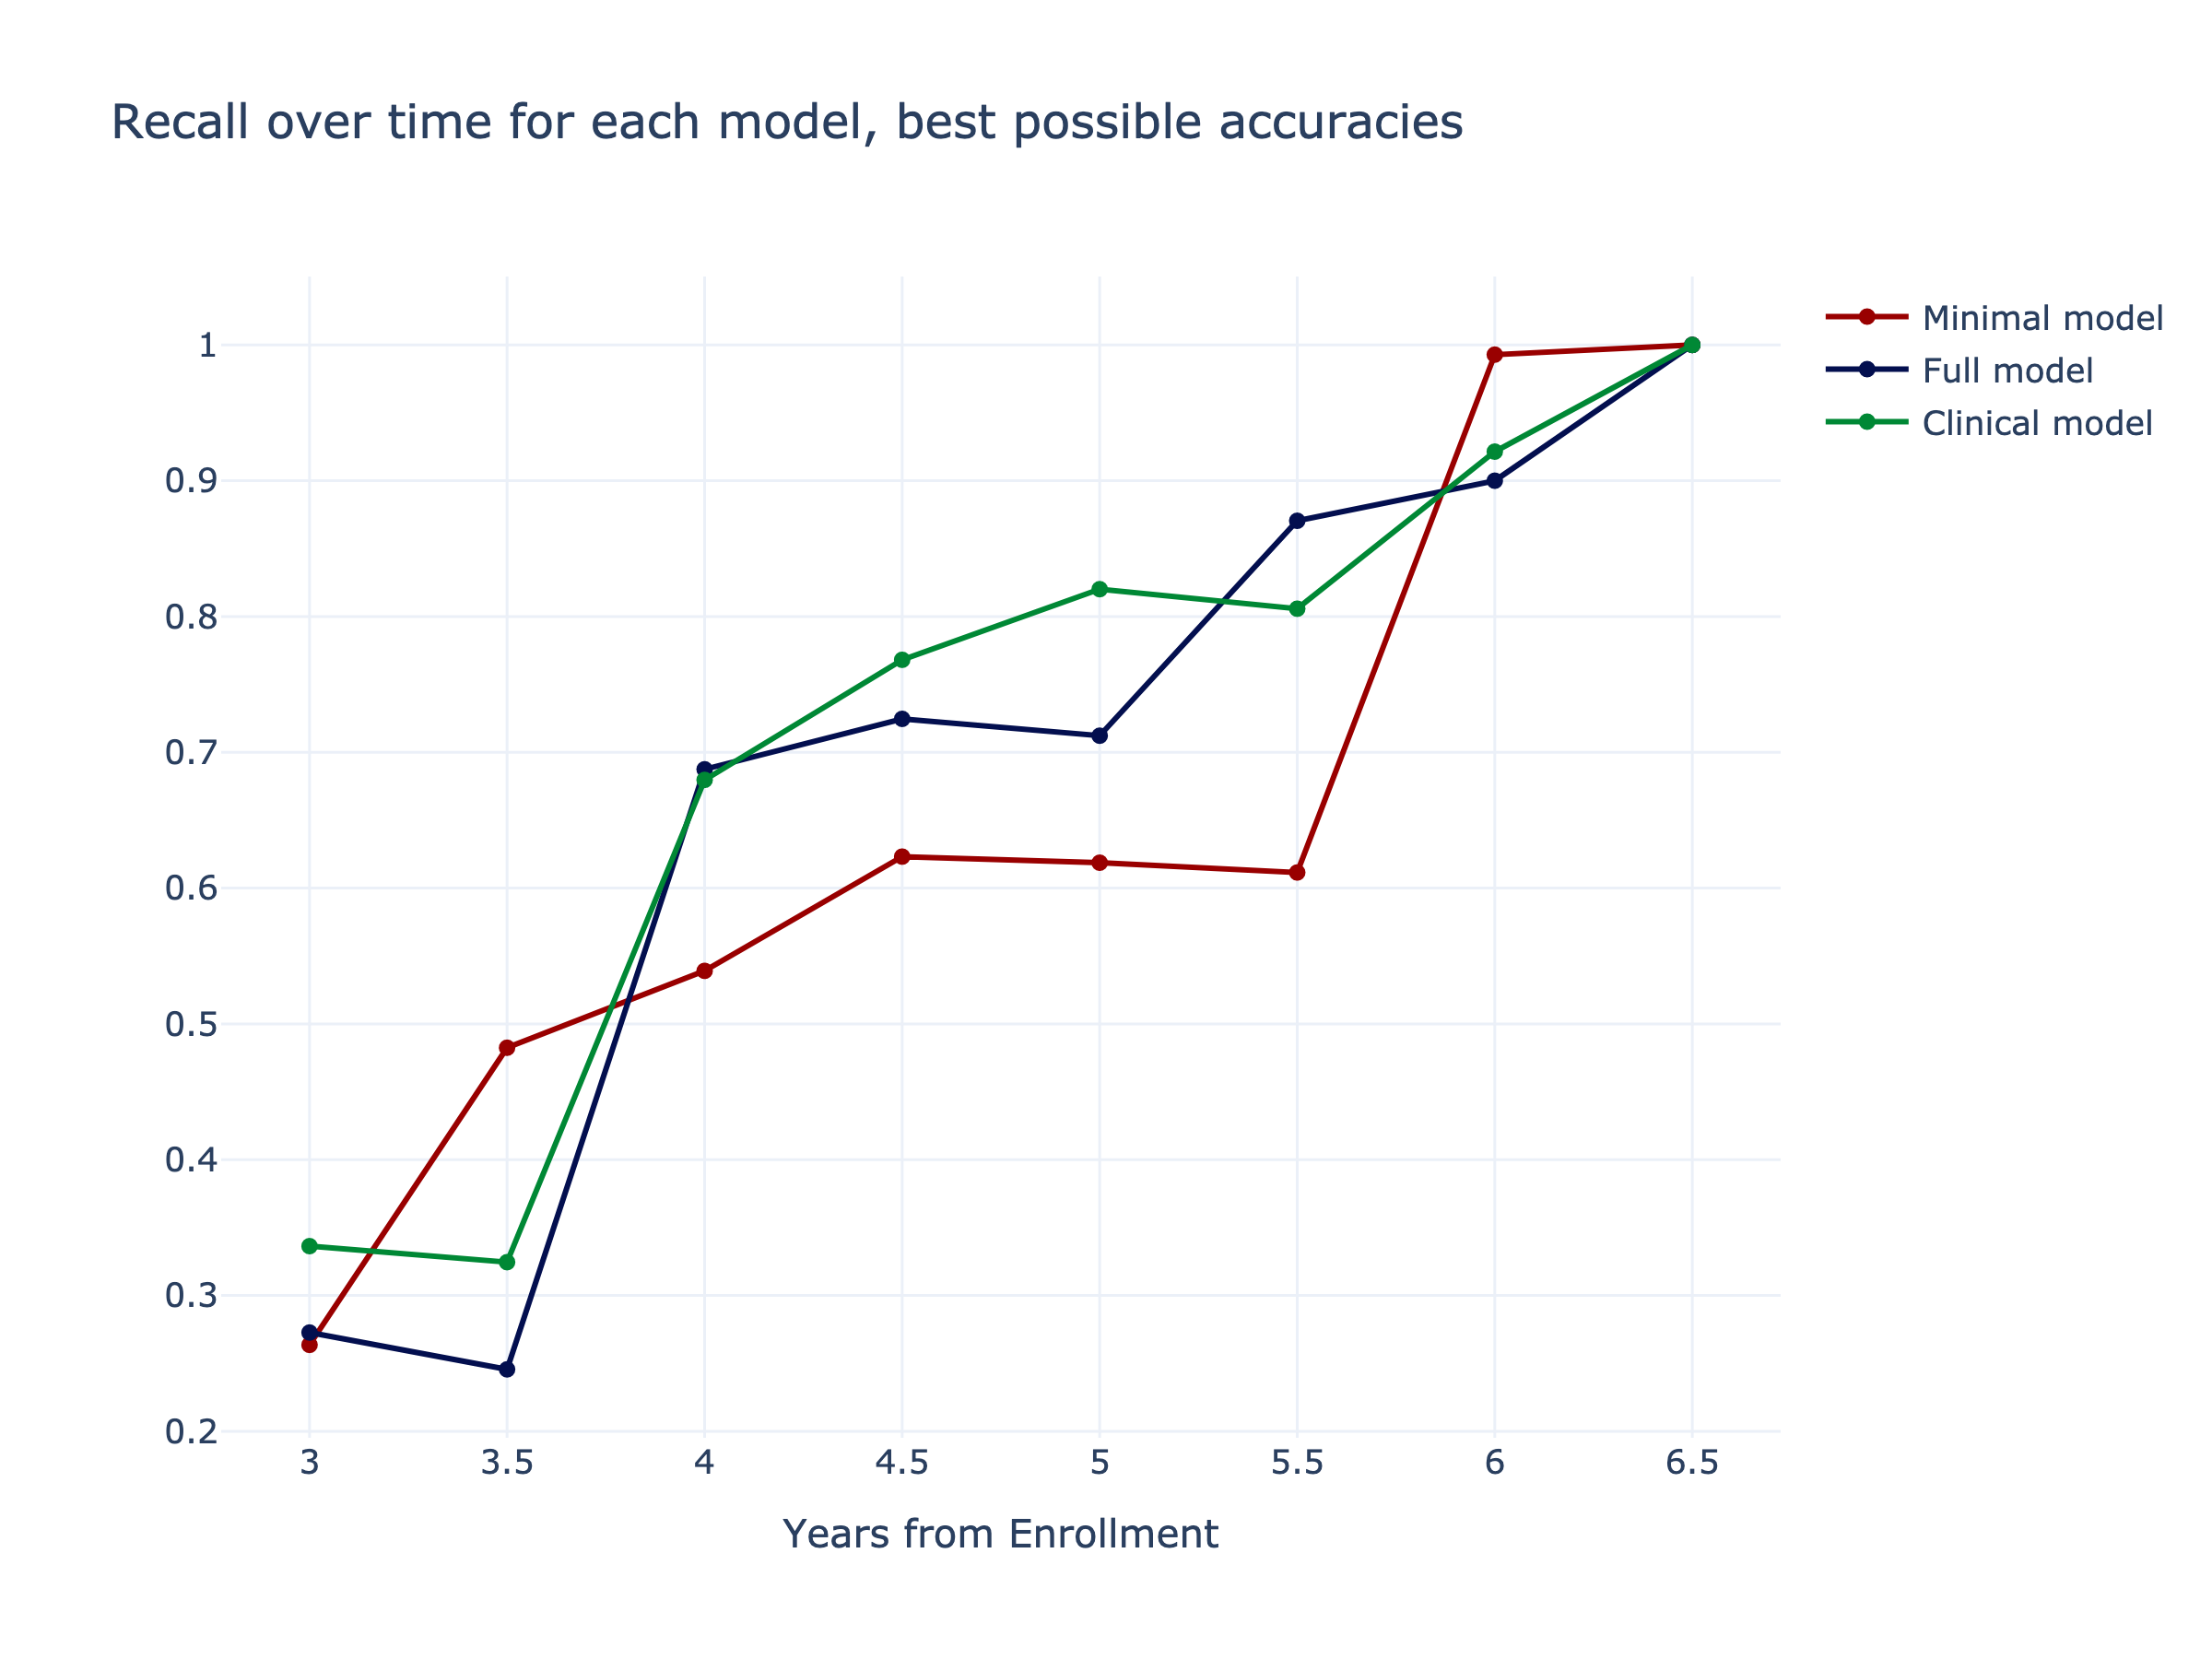 Recall over time for each model, best possible accuracies
Minimal model
Full model
Clinical model
1
0.9
0.8
0.7
0.6
0.5
0.4
0.3
0.2
3 3.5 4 4.5 5 5.5 6 6.5
Years from Enrollment